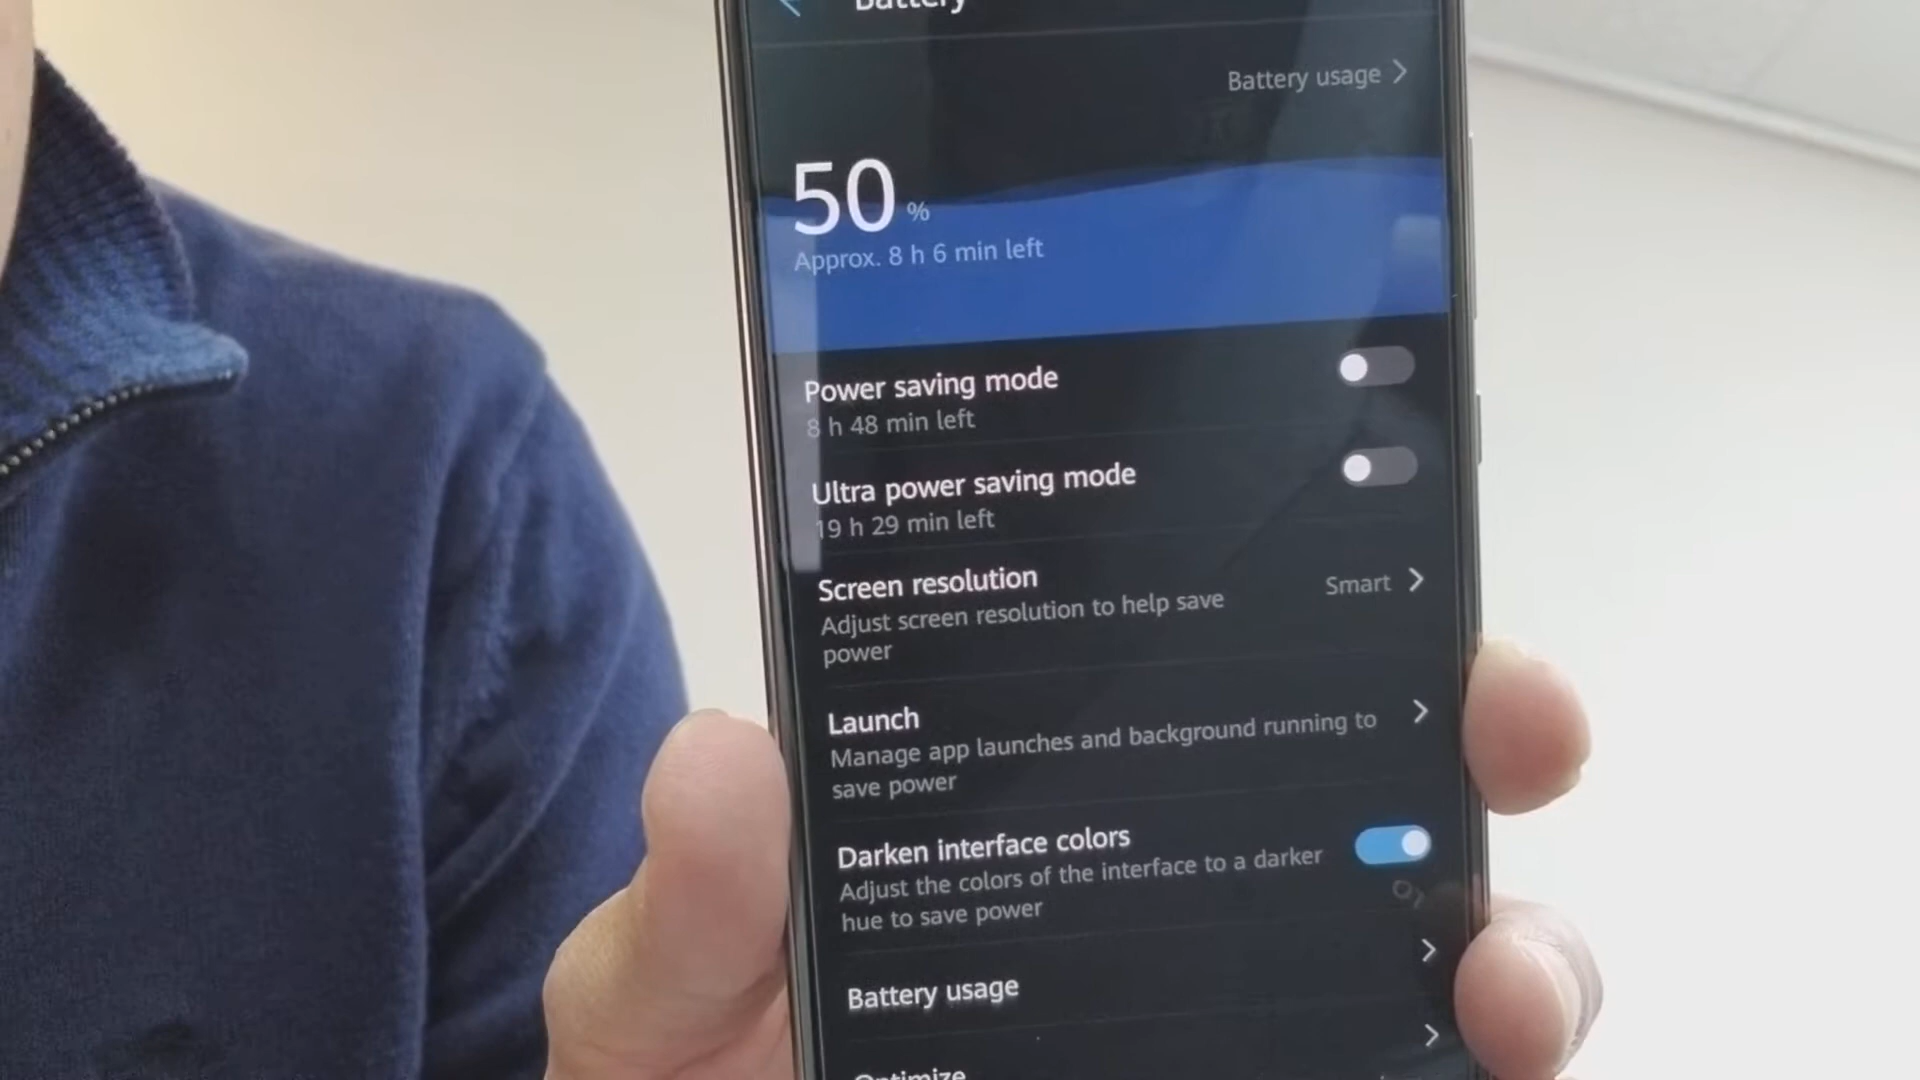 Battery
Battery usage
50 %
Approx. 8 h 6 min left
Power saving mode
8 h 48 min left
Ultra power saving mode
19 h 29 min left
Screen resolution
Smart
Adjust screen resolution to help save
power
Launch
Manage app launches and background running to
save power
Darken interface colors
Adjust the colors of the interface to a darker
hue to save power
Battery usage
Optimize